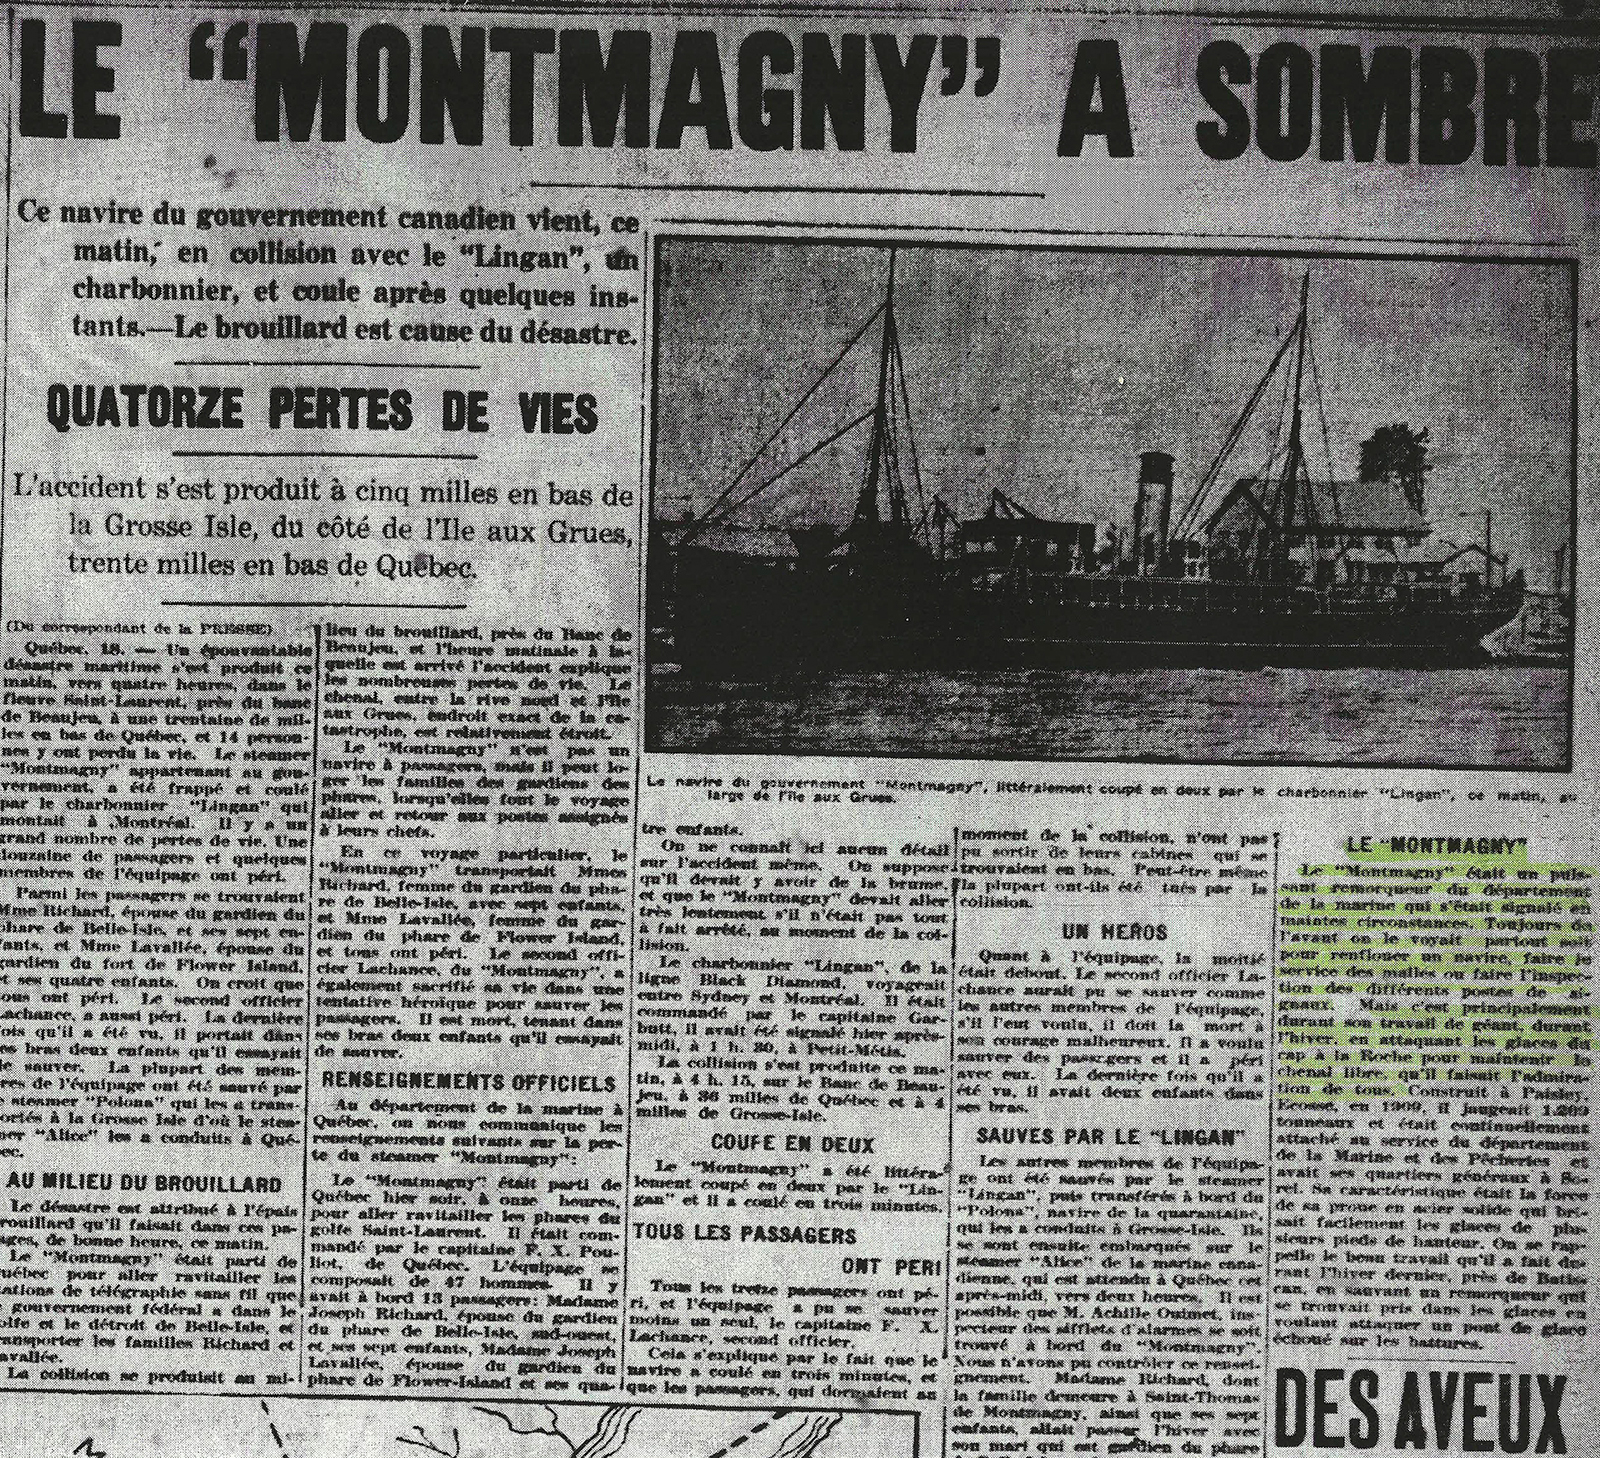 LE “MONTMAGNY” A SOMBRE
Ce navire du gouvernement canadien vient, ce
matin, en collision avec le “Lingan”, un
charbonnier, et coule après quelques ins-
tants.—Le brouillard est cause du désastre.
QUATORZE PERTES DE VIES
L'accident s'est produit à cinq milles en bas de
la Grosse Isle, du côté de l'Ile aux Grues,
trente milles en bas de Québec.
(Du correspondant de la PRESSE)
Québec, 18. — Un épouvantable
désastre maritime s'est produit ce
matin, vers quatre heures, dans le
fleuve Saint-Laurent, près du banc
de Beaujeu, à une trentaine de mil-
les en bas de Québec, et 14 person-
nes y ont perdu la vie. Le steamer
“Montmagny” appartenant au gou-
vernement, a été frappé et coulé
par le charbonnier “Lingan” qui
montait à Montréal. Il y a un
grand nombre de pertes de vie. Une
douzaine de passagers et quelques
membres de l'équipage ont péri.
Parmi les passagers se trouvaient
Mme Richard, épouse du gardien du
phare de Belle-Isle, et ses sept en-
fants, et Mme Lavallée, épouse du
gardien du fort de Flower Island,
et ses quatre enfants. On croit que
ous ont péri. Le second officier
Lachance, a aussi péri. La dernière
fois qu'il a été vu, il portait dans
es bras deux enfants qu'il essayait
de sauver. La plupart des mem-
res de l'équipage ont été sauvé par
e steamer “Polona” qui les a trans-
ortés à la Grosse Isle d'où le stea-
mer “Alice” les a conduits à Qué-
bec.
AU MILIEU DU BROUILLARD
Le désastre est attribué à l'épais
rouillard qu'il faisait dans ces pa-
ages, de bonne heure, ce matin.
Le “Montmagny” était parti de
uébec pour aller ravitailler les
tations de télégraphie sans fil que
e gouvernement fédéral a dans le
olfe et le détroit de Belle-Isle, et
ansporter les familles Richard et
avallée.
La collision se produisit au mi-
lieu du brouillard, près du Banc de
Beaujeu, et l'heure matinale à la-
quelle est arrivé l'accident explique
les nombreuses pertes de vie. Le
chenal, entre la rive nord et l'Ile
aux Grues, endroit exact de la ca-
tastrophe, est relativement étroit.
Le “Montmagny” n'est pas un
navire à passagers, mais il peut lo-
ger les familles des gardiens des
phares, lorsqu'elles font le voyage
aller et retour aux postes assignés
à leurs chefs.
En ce voyage particulier, le
“Montmagny” transportait Mmes
Richard, femme du gardien du pha-
re de Belle-Isle, avec sept enfants,
et Mme Lavallée, femme du gar-
dien du phare de Flower Island,
et tous ont péri. Le second offi-
cier Lachance, du “Montmagny”, a
également sacrifié sa vie dans une
tentative héroïque pour sauver les
passagers. Il est mort, tenant dans
ses bras deux enfants qu'il essayait
de sauver.
RENSEIGNEMENTS OFFICIELS
Au département de la marine à
Québec, on nous communique les
renseignements suivants sur la per-
te du steamer “Montmagny”:
Le “Montmagny” était parti de
Québec hier soir, à onze heures,
pour aller ravitailler les phares du
golfe Saint-Laurent. Il était com-
mandé par le capitaine F. X. Pou-
liot, de Québec. L'équipage se
composait de 47 hommes. Il y
avait à bord 13 passagers: Madame
Joseph Richard, épouse du gardien
du phare de Belle-Isle, sud-ouest,
et ses sept enfants, Madame Joseph
Lavallée, épouse du gardien du
phare de Flower-Island et ses qua-
Le navire du gouvernement “Montmagny”, littéralement coupé en deux par le charbonnier “Lingan”, ce matin, au
large de l'Ile aux Grues.
tre enfants.
On ne connaît ici aucun détail
sur l'accident même. On suppose
qu'il devait y avoir de la brume,
et que le “Montmagny” devait aller
très lentement s'il n'était pas tout
à fait arrêté, au moment de la col-
lision.
Le charbonnier “Lingan”, de la
ligne Black Diamond, voyageait
entre Sydney et Montréal. Il était
commandé par le capitaine Gar-
butt, il avait été signalé hier après-
midi, à 1 h. 30, à Petit-Métis.
La collision s'est produite ce ma-
tin, à 4 h. 15, sur le Banc de Beau-
jeu, à 36 milles de Québec et à 4
milles de Grosse-Isle.
COUPE EN DEUX
Le “Montmagny” a été littéra-
lement coupé en deux par le “Lin-
gan” et il a coulé en trois minutes.
TOUS LES PASSAGERS
ONT PERI
Tous les treize passagers ont pé-
ri, et l'équipage a pu se sauver
moins un seul, le capitaine F. X.
Lachance, second officier.
Cela s'explique par le fait que le
navire a coulé en trois minutes, et
que les passagers, qui dormaient au
moment de la collision, n'ont pas
pu sortir de leurs cabines qui se
trouvaient en bas. Peut-être même
la plupart ont-ils été tués par la
collision.
UN HEROS
Quant à l'équipage, la moitié
était debout. Le second officier La-
chance aurait pu se sauver comme
les autres membres de l'équipage,
s'il l'eut voulu, il doit la mort à
son courage malheureux. Il a voulu
sauver des passagers et il a péri
avec eux. La dernière fois qu'il a
été vu, il avait deux enfants dans
ses bras.
SAUVES PAR LE “LINGAN”
Les autres membres de l'équipa-
ge ont été sauvés par le steamer
“Lingan”, puis transférés à bord du
“Polona”, navire de la quarantaine,
qui les a conduits à Grosse-Isle. Ils
se sont ensuite embarqués sur le
steamer “Alice” de la marine cana-
dienne, qui est attendu à Québec cet
après-midi, vers deux heures. Il est
possible que M. Achille Ouimet, ins-
pecteur des sifflets d'alarmes se soit
trouvé à bord du “Montmagny”.
Nous n'avons pu contrôler ce rensei-
gnement. Madame Richard, dont
la famille demeure à Saint-Thomas
de Montmagny, ainsi que ses sept
enfants, allait passer l'hiver avec
son mari qui est gardien du phare
LE “MONTMAGNY”
Le “Montmagny” était un puis-
sant remorqueur du département
de la marine qui s'était signalé en
maintes circonstances. Toujours de
l'avant on le voyait partout soit
pour renflouer un navire, faire le
service des malles ou faire l'inspec-
tion des différents postes de si-
gnaux. Mais c'est principalement
durant son travail de géant, durant
l'hiver, en attaquant les glaces du
cap à la Roche pour maintenir le
chenal libre, qu'il faisait l'admira-
tion de tous. Construit à Paisley,
Ecosse, en 1909, il jaugeait 1,269
tonneaux et était continuellement
attaché au service du département
de la Marine et des Pêcheries et
avait ses quartiers généraux à So-
rel. Sa caractéristique était la force
de sa proue en acier solide qui bri-
sait facilement les glaces de plu-
sieurs pieds de hauteur. On se rap-
pelle le beau travail qu'il a fait du-
rant l'hiver dernier, près de Batis-
can, en sauvant un remorqueur qui
se trouvait pris dans les glaces en
voulant attaquer un pont de glace
échoué sur les battures.
DES AVEUX